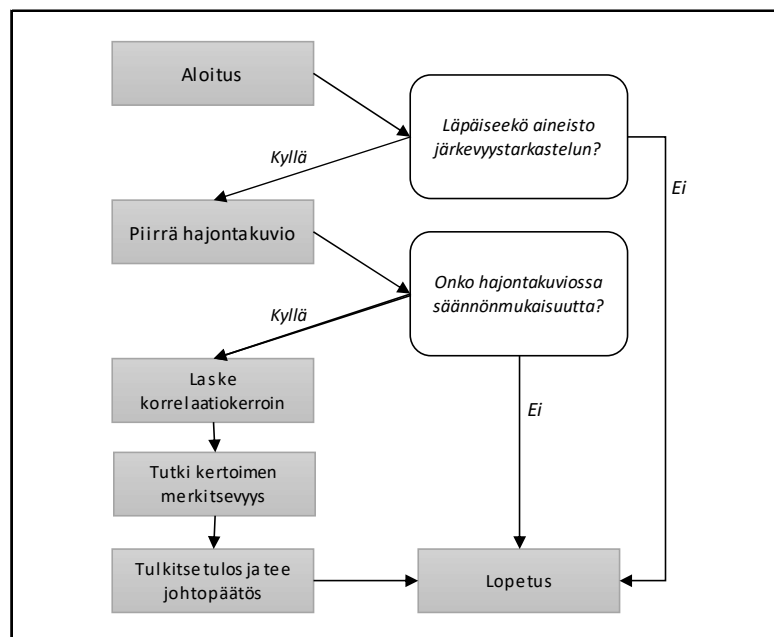 Aloitus
Läpäiseekö aineisto
järkevyystarkastelun?
Kyllä
Ei
Piirrä hajontakuvio
Onko hajontakuviossa
säännönmukaisuutta?
Kyllä
Laske
korrelaatiokerroin
Ei
Tutki kertoimen
merkitsevyys
Tulkitse tulos ja tee
johtopäätös
Lopetus